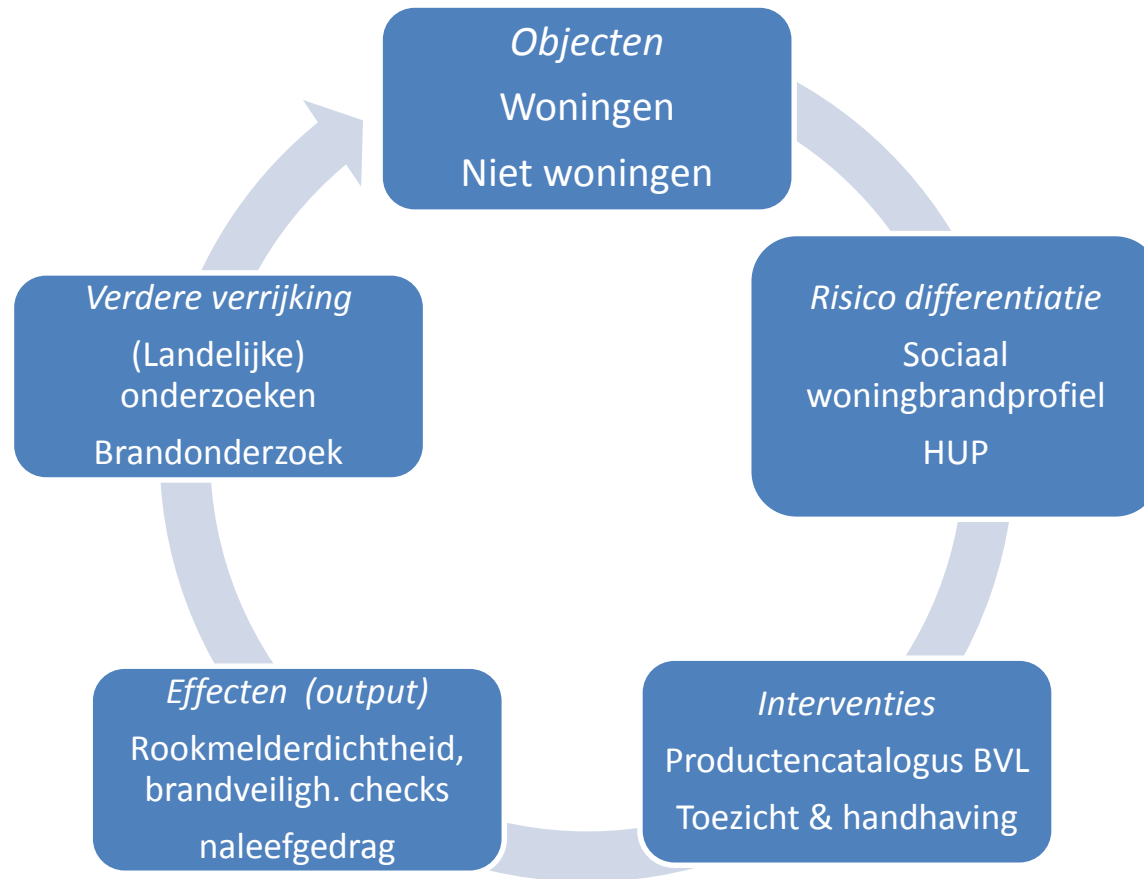 Objecten
Woningen
Niet woningen
Risico differentiatie
Sociaal
woningbrandprofiel
HUP
Interventies
Productencatalogus BVL
Toezicht & handhaving
Effecten (output)
Rookmelderdichtheid,
brandveiligh. checks
naleefgedrag
Verdere verrijking
(Landelijke)
onderzoeken
Brandonderzoek